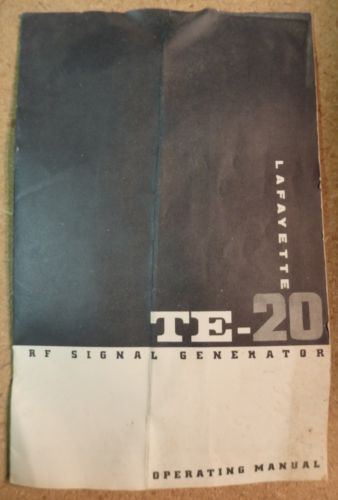 LAFAYETTE
TE-20
RF SIGNAL GENERATOR
OPERATING MANUAL